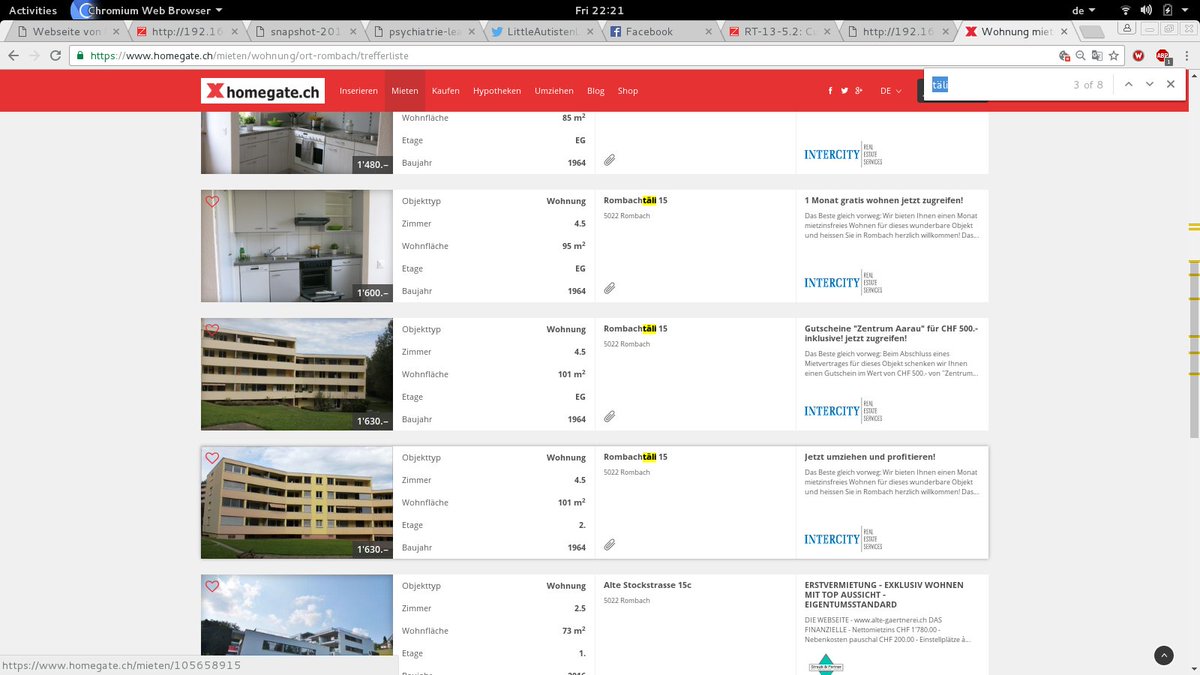 Activities
Chromium Web Browser
Fri 22:21
de
Webseite von
http://192.16
snapshot-201
psychiatrie-lea
LittleAutisten
Facebook
RT-13-5.2: Cu
http://192.16
Wohnung miet
https://www.homegate.ch/mieten/wohnung/ort-rombach/trefferliste
täli
3 of 8
homegate.ch
Inserieren
Mieten
Kaufen
Hypotheken
Umziehen
Blog
Shop
DE
Wohnfläche
85 m²
Etage
EG
Baujahr
1964
1'480.–
INTERCITY
REAL
ESTATE
SERVICES
Objekttyp
Wohnung
Zimmer
4.5
Wohnfläche
95 m²
Etage
EG
Baujahr
1964
1'600.–
Rombachtäli 15
5022 Rombach
1 Monat gratis wohnen jetzt zugreifen!
Das Beste gleich vorweg: Wir bieten Ihnen einen Monat
mietzinsfreies Wohnen für dieses wunderbare Objekt
und heissen Sie in Rombach herzlich willkommen! Das...
INTERCITY
REAL
ESTATE
SERVICES
Objekttyp
Wohnung
Zimmer
4.5
Wohnfläche
101 m²
Etage
EG
Baujahr
1964
1'630.–
Rombachtäli 15
5022 Rombach
Gutscheine "Zentrum Aarau" für CHF 500.-
inklusive! jetzt zugreifen!
Das Beste gleich vorweg: Beim Abschluss eines
Mietvertrages für dieses Objekt schenken wir Ihnen
einen Gutschein im Wert von CHF 500.- von "Zentrum...
INTERCITY
REAL
ESTATE
SERVICES
Objekttyp
Wohnung
Zimmer
4.5
Wohnfläche
101 m²
Etage
2.
Baujahr
1964
1'630.–
Rombachtäli 15
5022 Rombach
Jetzt umziehen und profitieren!
Das Beste gleich vorweg: Wir bieten Ihnen einen Monat
mietzinsfreies Wohnen für dieses wunderbare Objekt
und heissen Sie in Rombach herzlich willkommen! Das...
INTERCITY
REAL
ESTATE
SERVICES
Objekttyp
Wohnung
Zimmer
2.5
Wohnfläche
73 m²
Etage
1.
Alte Stockstrasse 15c
5022 Rombach
ERSTVERMIETUNG - EXKLUSIV WOHNEN
MIT TOP AUSSICHT -
EIGENTUMSSTANDARD
DIE WEBSEITE - www.alte-gaertnerei.ch DAS
FINANZIELLE - Nettomietzins CHF 1'780.00 -
Nebenkosten pauschal CHF 200.00 - Einstellplätze à...
https://www.homegate.ch/mieten/105658915